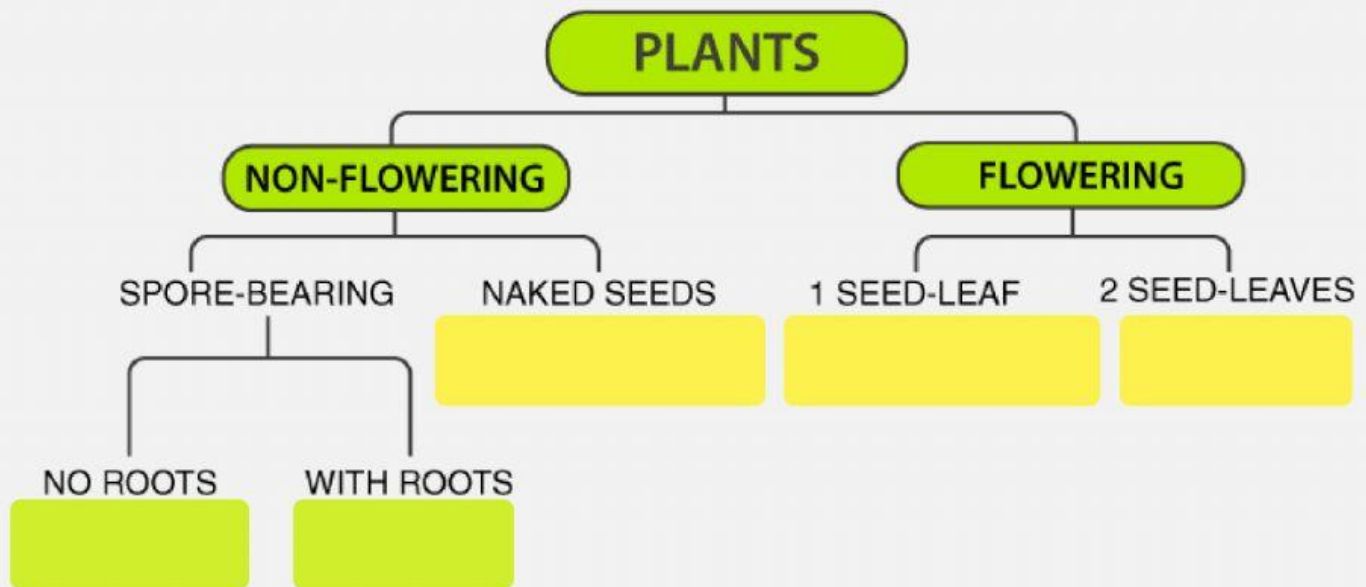 PLANTS
NON-FLOWERING
FLOWERING
SPORE-BEARING
NAKED SEEDS
1 SEED-LEAF
2 SEED-LEAVES
NO ROOTS
WITH ROOTS